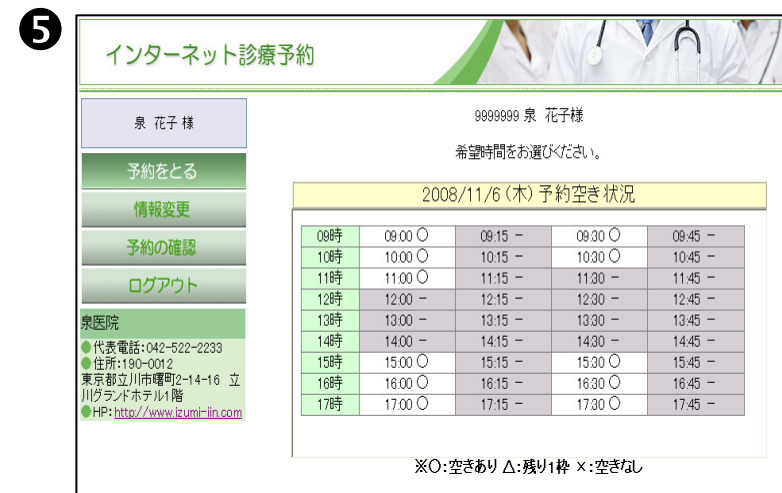 ❺
インターネット診療予約
泉 花子 様
予約をとる
情報変更
予約の確認
ログアウト
泉医院
●代表電話:042-522-2233
●住所:190-0012
東京都立川市曙町2-14-16 立
川グランドホテル1階
●HP:http://www.izumi-iin.com
9999999 泉 花子様
希望時間をお選びください。
2008/11/6 (木) 予約空き状況
09時 09:00 〇 09:15 − 09:30 〇 09:45 −
10時 10:00 〇 10:15 − 10:30 〇 10:45 −
11時 11:00 〇 11:15 − 11:30 − 11:45 −
12時 12:00 − 12:15 − 12:30 − 12:45 −
13時 13:00 − 13:15 − 13:30 − 13:45 −
14時 14:00 − 14:15 − 14:30 − 14:45 −
15時 15:00 〇 15:15 − 15:30 〇 15:45 −
16時 16:00 〇 16:15 − 16:30 〇 16:45 −
17時 17:00 〇 17:15 − 17:30 〇 17:45 −
※〇:空きあり △:残り1枠 ×:空きなし